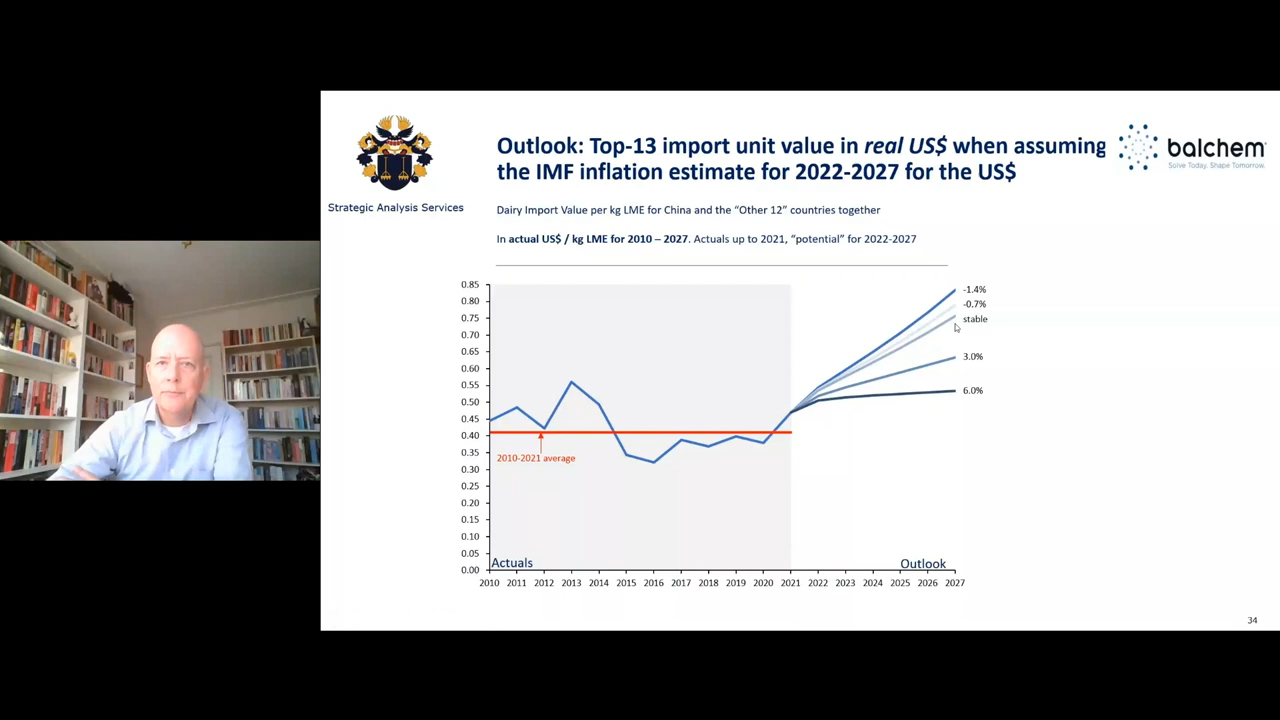 Outlook: Top-13 import unit value in real US$ when assuming
the IMF inflation estimate for 2022-2027 for the US$
balchem
Solve Today. Shape Tomorrow.
Strategic Analysis Services
Dairy Import Value per kg LME for China and the “Other 12” countries together
In actual US$ / kg LME for 2010 – 2027. Actuals up to 2021, “potential” for 2022-2027
0.85
0.80
0.75
0.70
0.65
0.60
0.55
0.50
0.45
0.40
0.35
0.30
0.25
0.20
0.15
0.10
0.05
0.00
-1.4%
-0.7%
stable
3.0%
6.0%
2010-2021 average
Actuals
Outlook
2010 2011 2012 2013 2014 2015 2016 2017 2018 2019 2020 2021 2022 2023 2024 2025 2026 2027
34